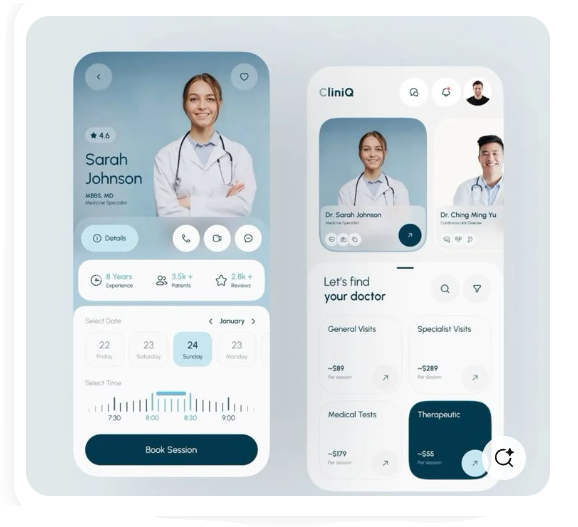 4.6
Sarah
Johnson
MBBS, MD
Medicine Specialist
Details
8 Years
Experience
3.5k +
Patients
2.8k +
Reviews
Select Date
January
22
Friday
23
Saturday
24
Sunday
23
Monday
Select Time
7:30
8:00
8:30
9:00
Book Session
CliniQ
Dr. Sarah Johnson
Medicine Specialist
Dr. Ching Ming Yu
Cardiovascular Disease
Let's find
your doctor
General Visits
~$89
Per session
Specialist Visits
~$289
Per session
Medical Tests
~$179
Per session
Therapeutic
~$55
Per session